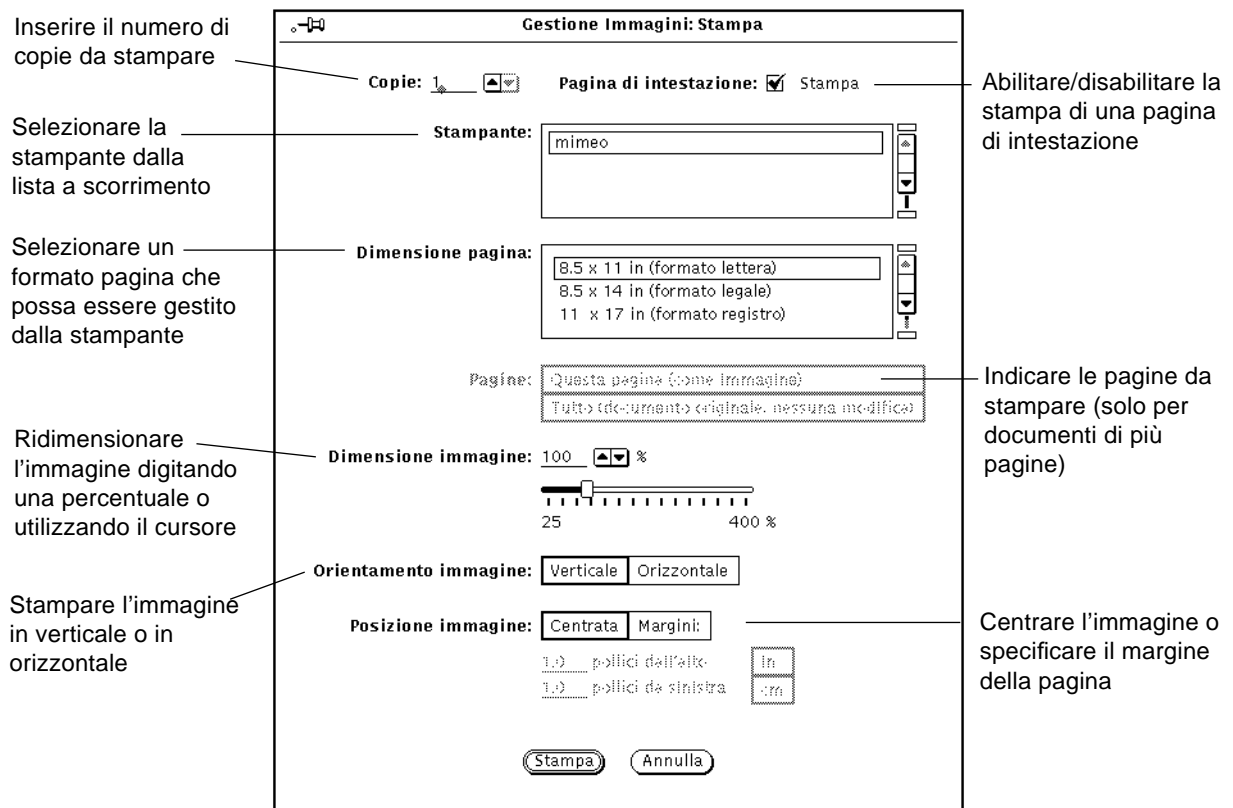 Inserire il numero di
copie da stampare
Selezionare la
stampante dalla
lista a scorrimento
Selezionare un
formato pagina che
possa essere gestito
dalla stampante
Ridimensionare
l’immagine digitando
una percentuale o
utilizzando il cursore
Stampare l’immagine
in verticale o in
orizzontale
Gestione Immagini: Stampa
Copie: 1 Pagina di intestazione: Stampa
Stampante:
mimeo
Dimensione pagina:
8.5 x 11 in (formato lettera)
8.5 x 14 in (formato legale)
11 x 17 in (formato registro)
Pagine: Questa pagina (come immagine)
Tutto (documento originale, nessuna modifica)
Dimensione immagine: 100 %
25 400 %
Orientamento immagine: Verticale Orizzontale
Posizione immagine: Centrata Margini:
1.0 pollici dall'alto in
1.0 pollici da sinistra cm
Stampa Annulla
Abilitare/disabilitare la
stampa di una pagina
di intestazione
Indicare le pagine da
stampare (solo per
documenti di più
pagine)
Centrare l’immagine o
specificare il margine
della pagina